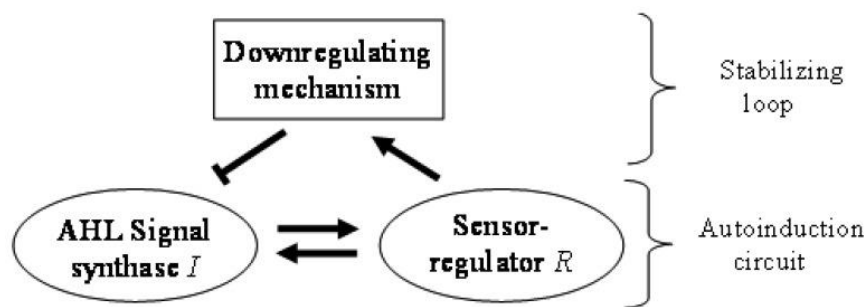 Downregulating
mechanism
Stabilizing
loop
AHL Signal
synthase I
Sensor-
regulator R
Autoinduction
circuit